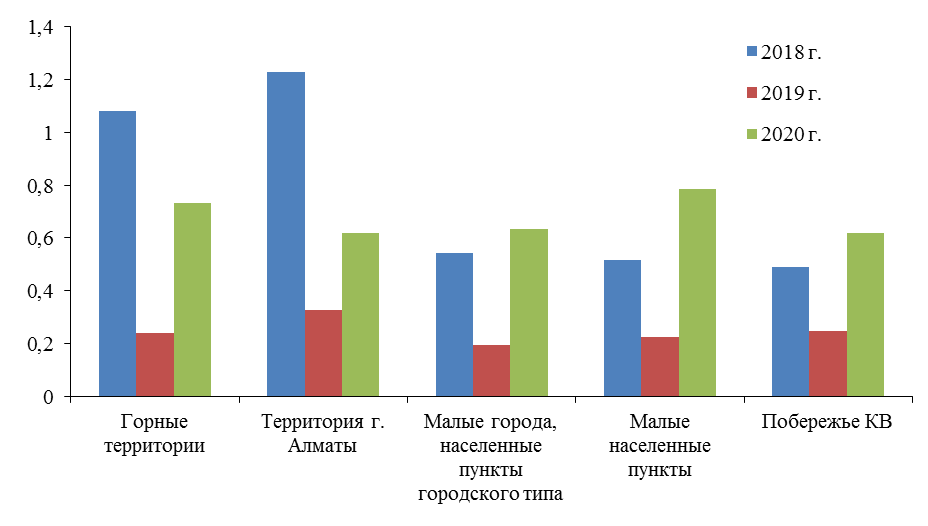 1,4
1,2
1
0,8
0,6
0,4
0,2
0
2018 г.
2019 г.
2020 г.
Горные
территории
Территория г.
Алматы
Малые города,
населенные
пункты
городского типа
Малые
населенные
пункты
Побережье КВ